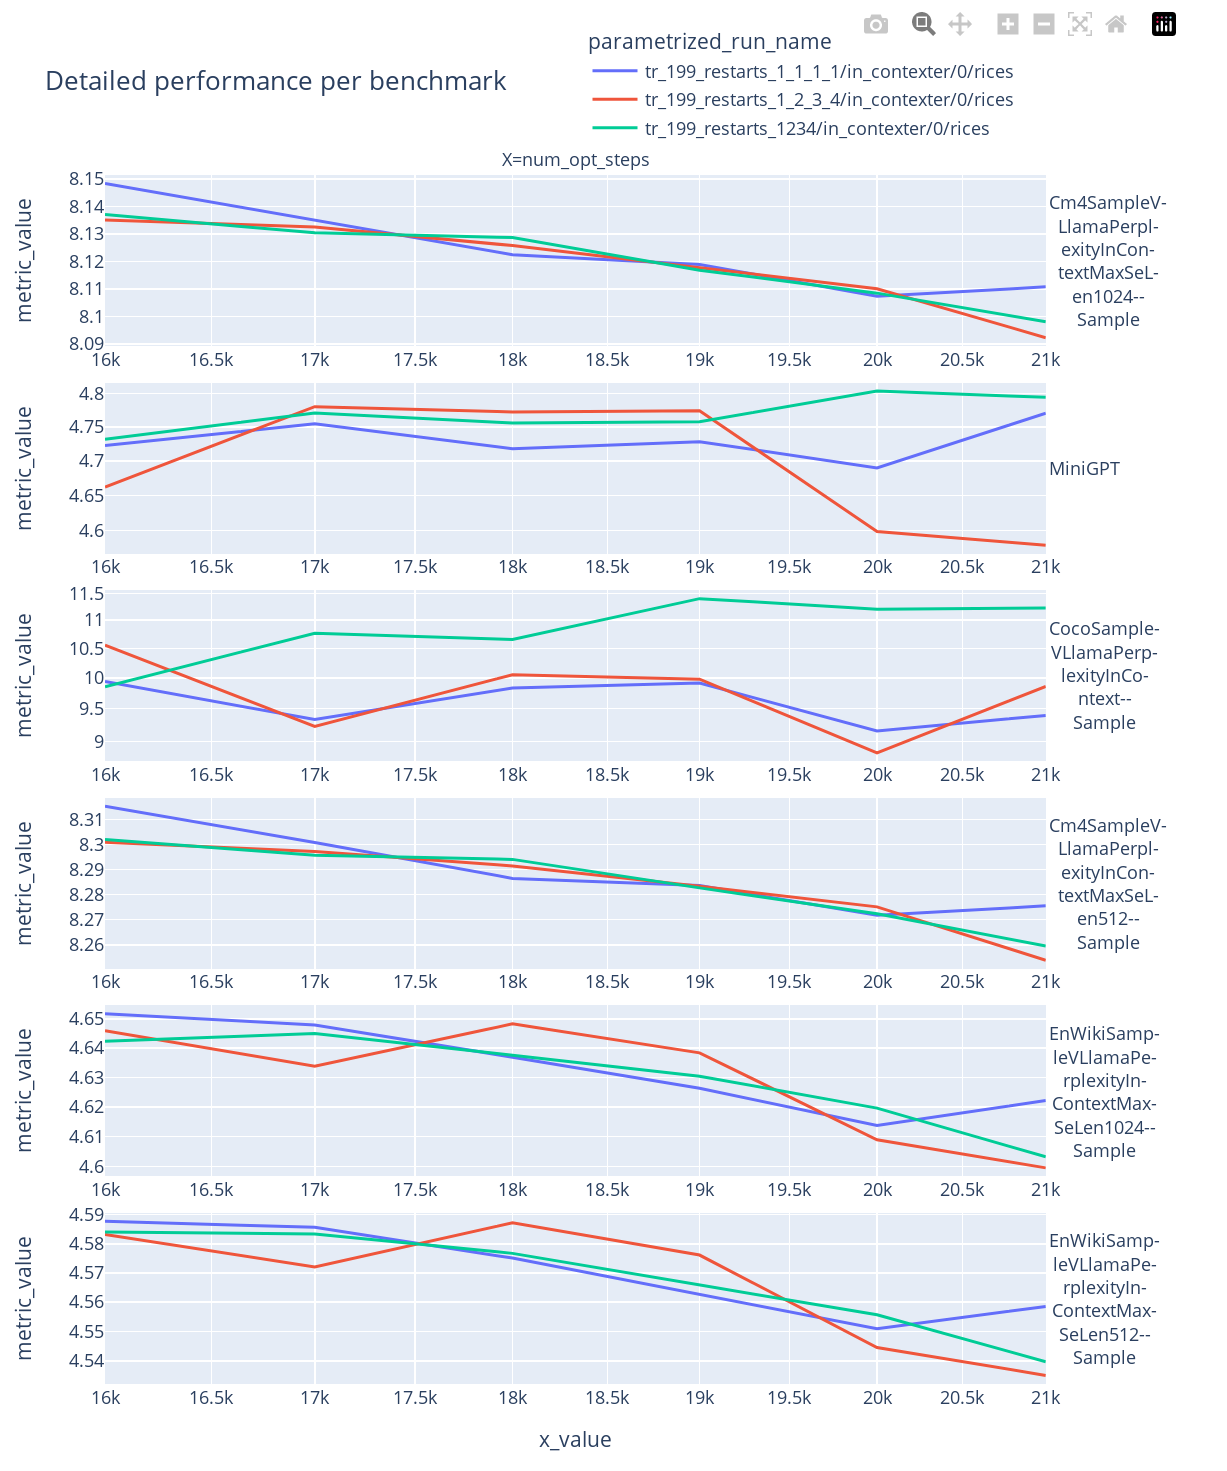 parametrized_run_name
Detailed performance per benchmark
tr_199_restarts_1_1_1_1/in_contexter/0/rices
tr_199_restarts_1_2_3_4/in_contexter/0/rices
tr_199_restarts_1234/in_contexter/0/rices
X=num_opt_steps
metric_value
8.15
8.14
8.13
8.12
8.11
8.1
8.09
16k 16.5k 17k 17.5k 18k 18.5k 19k 19.5k 20k 20.5k 21k
Cm4SampleV-
LlamaPerpl-
exityInCon-
textMaxSeL-
en1024--
Sample
metric_value
4.8
4.75
4.7
4.65
4.6
16k 16.5k 17k 17.5k 18k 18.5k 19k 19.5k 20k 20.5k 21k
MiniGPT
metric_value
11.5
11
10.5
10
9.5
9
16k 16.5k 17k 17.5k 18k 18.5k 19k 19.5k 20k 20.5k 21k
CocoSample-
VLlamaPerp-
lexityInCo-
ntext--
Sample
metric_value
8.31
8.3
8.29
8.28
8.27
8.26
16k 16.5k 17k 17.5k 18k 18.5k 19k 19.5k 20k 20.5k 21k
Cm4SampleV-
LlamaPerpl-
exityInCon-
textMaxSeL-
en512--
Sample
metric_value
4.65
4.64
4.63
4.62
4.61
4.6
16k 16.5k 17k 17.5k 18k 18.5k 19k 19.5k 20k 20.5k 21k
EnWikiSamp-
leVLlamaPe-
rplexityIn-
ContextMax-
SeLen1024--
Sample
metric_value
4.59
4.58
4.57
4.56
4.55
4.54
16k 16.5k 17k 17.5k 18k 18.5k 19k 19.5k 20k 20.5k 21k
EnWikiSamp-
leVLlamaPe-
rplexityIn-
ContextMax-
SeLen512--
Sample
x_value